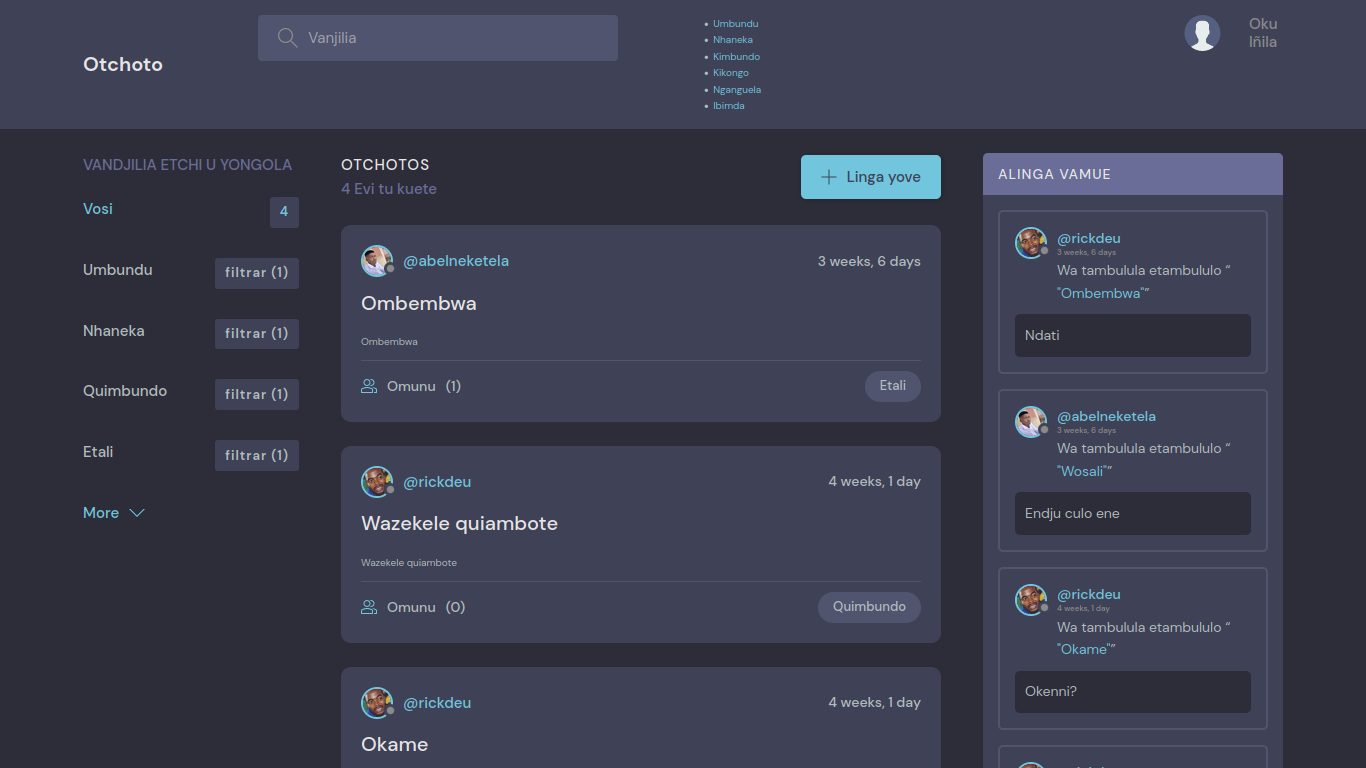 Otchoto
Vanjilia
Umbundu
Nhaneka
Kimbundo
Kikongo
Nganguela
Ibimda
Oku
Iñila
VANDJILIA ETCHI U YONGOLA
Vosi
4
Umbundu
filtrar (1)
Nhaneka
filtrar (1)
Quimbundo
filtrar (1)
Etali
filtrar (1)
More
OTCHOTOS
4 Evi tu kuete
Linga yove
@abelneketela
3 weeks, 6 days
Ombembwa
Ombembwa
Omunu (1)
Etali
@rickdeu
4 weeks, 1 day
Wazekele quiambote
Wazekele quiambote
Omunu (0)
Quimbundo
@rickdeu
4 weeks, 1 day
Okame
ALINGA VAMUE
@rickdeu
3 weeks, 6 days
Wa tambulula etambululo “
"Ombembwa"”
Ndati
@abelneketela
3 weeks, 6 days
Wa tambulula etambululo “
"Wosali"”
Endju culo ene
@rickdeu
4 weeks, 1 day
Wa tambulula etambululo “
"Okame"”
Okenni?